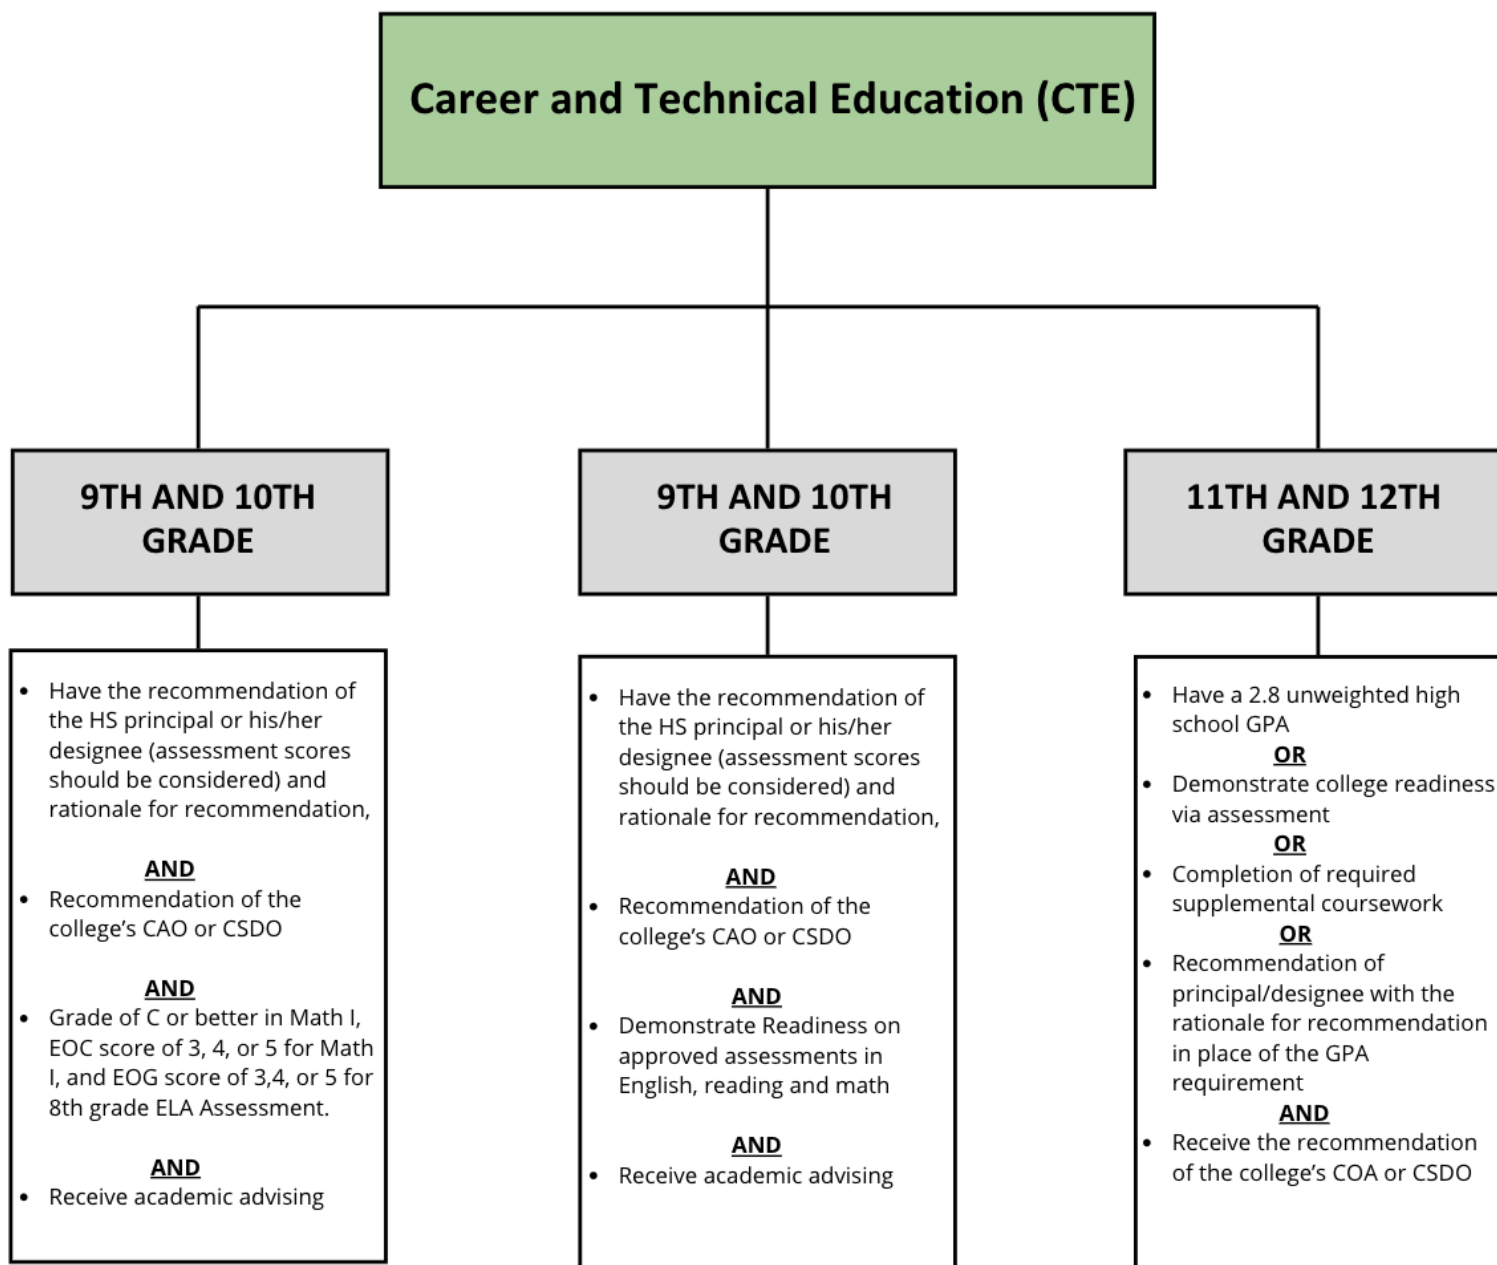 Career and Technical Education (CTE)
9TH AND 10TH
GRADE
• Have the recommendation of
the HS principal or his/her
designee (assessment scores
should be considered) and
rationale for recommendation,
AND
• Recommendation of the
college's CAO or CSDO
AND
• Grade of C or better in Math I,
EOC score of 3, 4, or 5 for Math
I, and EOG score of 3,4, or 5 for
8th grade ELA Assessment.
AND
• Receive academic advising
9TH AND 10TH
GRADE
• Have the recommendation of
the HS principal or his/her
designee (assessment scores
should be considered) and
rationale for recommendation,
AND
• Recommendation of the
college's CAO or CSDO
AND
• Demonstrate Readiness on
approved assessments in
English, reading and math
AND
• Receive academic advising
11TH AND 12TH
GRADE
• Have a 2.8 unweighted high
school GPA
OR
• Demonstrate college readiness
via assessment
OR
• Completion of required
supplemental coursework
OR
• Recommendation of
principal/designee with the
rationale for recommendation
in place of the GPA
requirement
AND
• Receive the recommendation
of the college's COA or CSDO